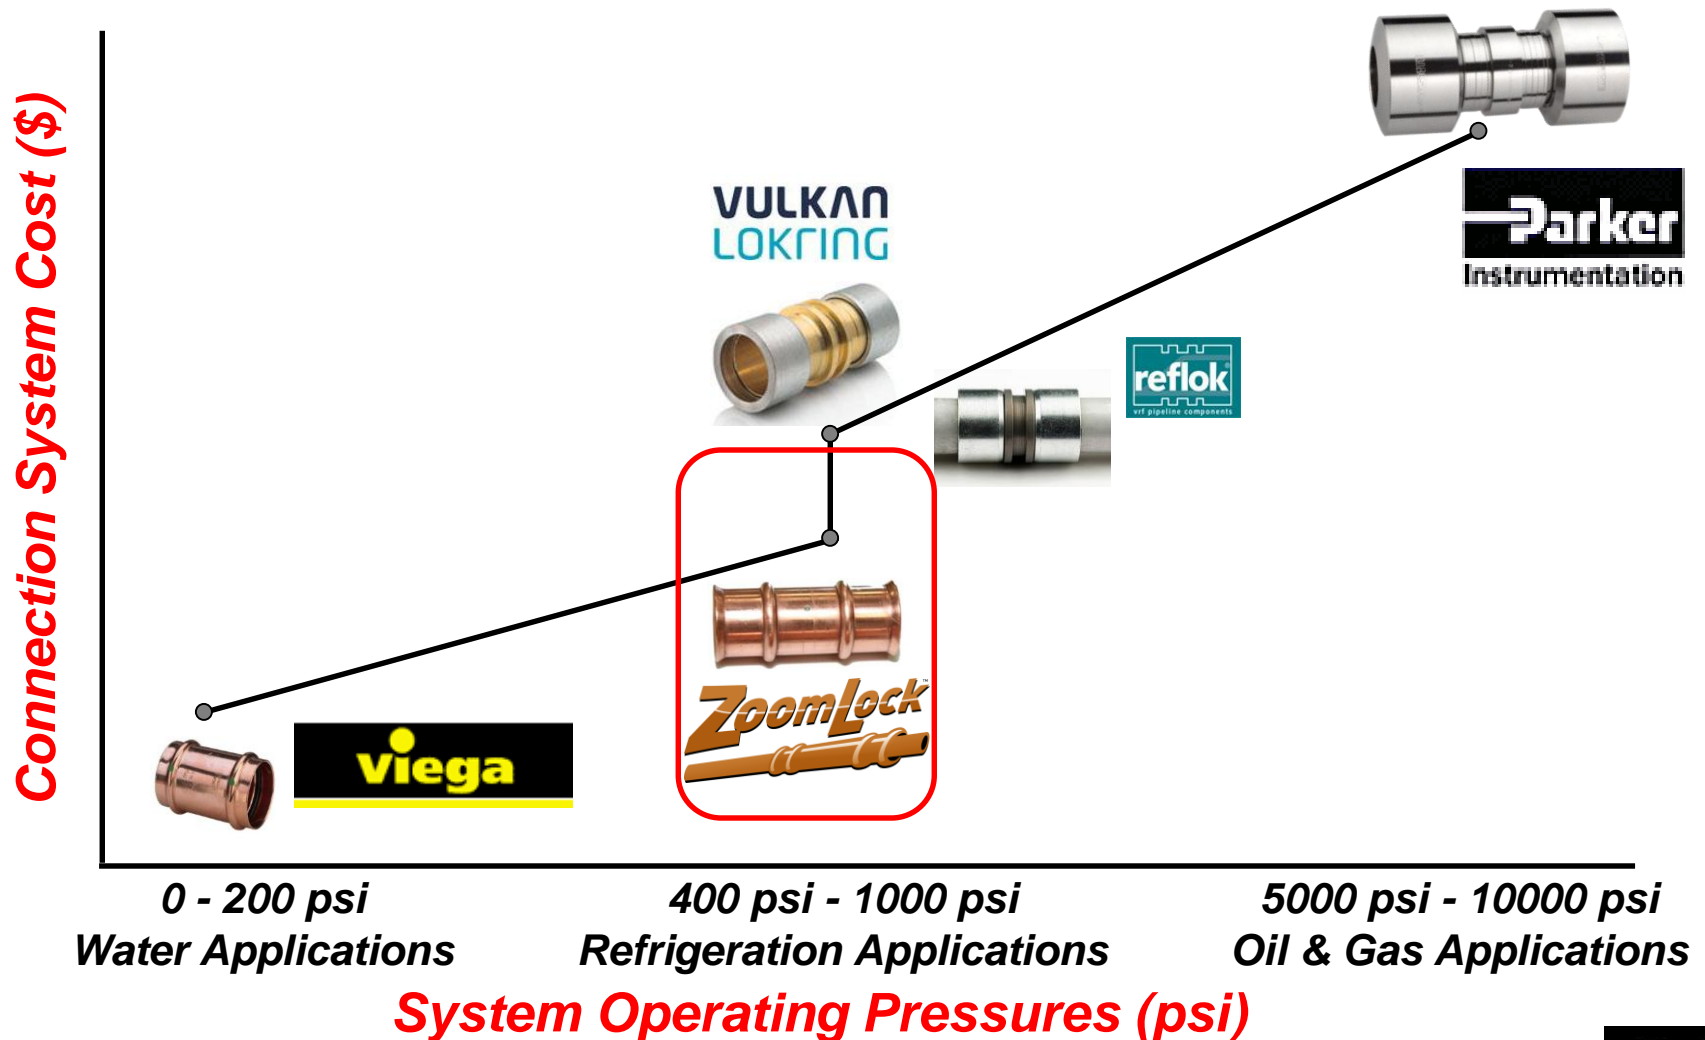 Connection System Cost ($)
VULKAN
LOKRING
Parker
Instrumentation
reflok®
vrf pipeline components
ZoomLock™
viega
0 - 200 psi
Water Applications
400 psi - 1000 psi
Refrigeration Applications
5000 psi - 10000 psi
Oil & Gas Applications
System Operating Pressures (psi)